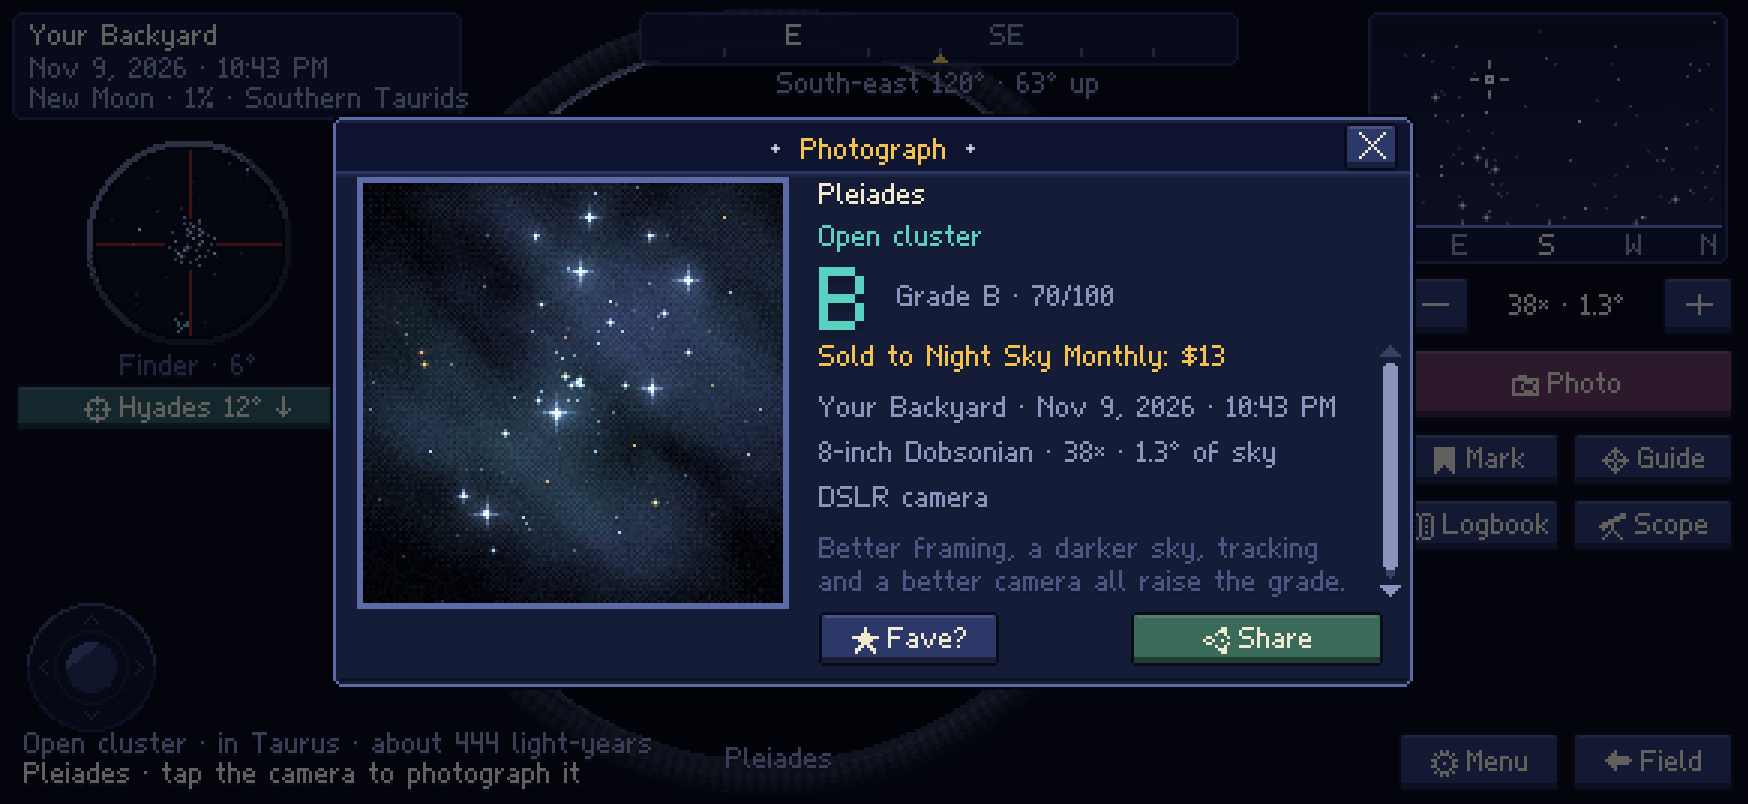 Your Backyard
Nov 9, 2026 · 10:43 PM
New Moon · 1% · Southern Taurids
E SE
South-east 120° · 63° up
Photograph
Pleiades
Open cluster
B
Grade B · 70/100
Sold to Night Sky Monthly: $13
Your Backyard · Nov 9, 2026 · 10:43 PM
8-inch Dobsonian · 38× · 1.3° of sky
DSLR camera
Better framing, a darker sky, tracking
and a better camera all raise the grade.
Fave?
Share
Finder · 6°
Hyades 12° ↓
E S W N
38× · 1.3°
Photo
Mark
Guide
Logbook
Scope
Open cluster · in Taurus · about 444 light-years
Pleiades · tap the camera to photograph it
Pleiades
Menu
Field